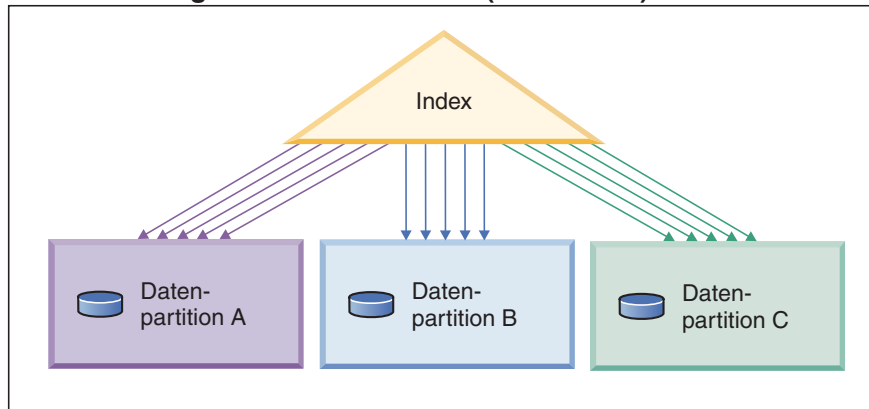 Index
Daten-
partition A
Daten-
partition B
Daten-
partition C